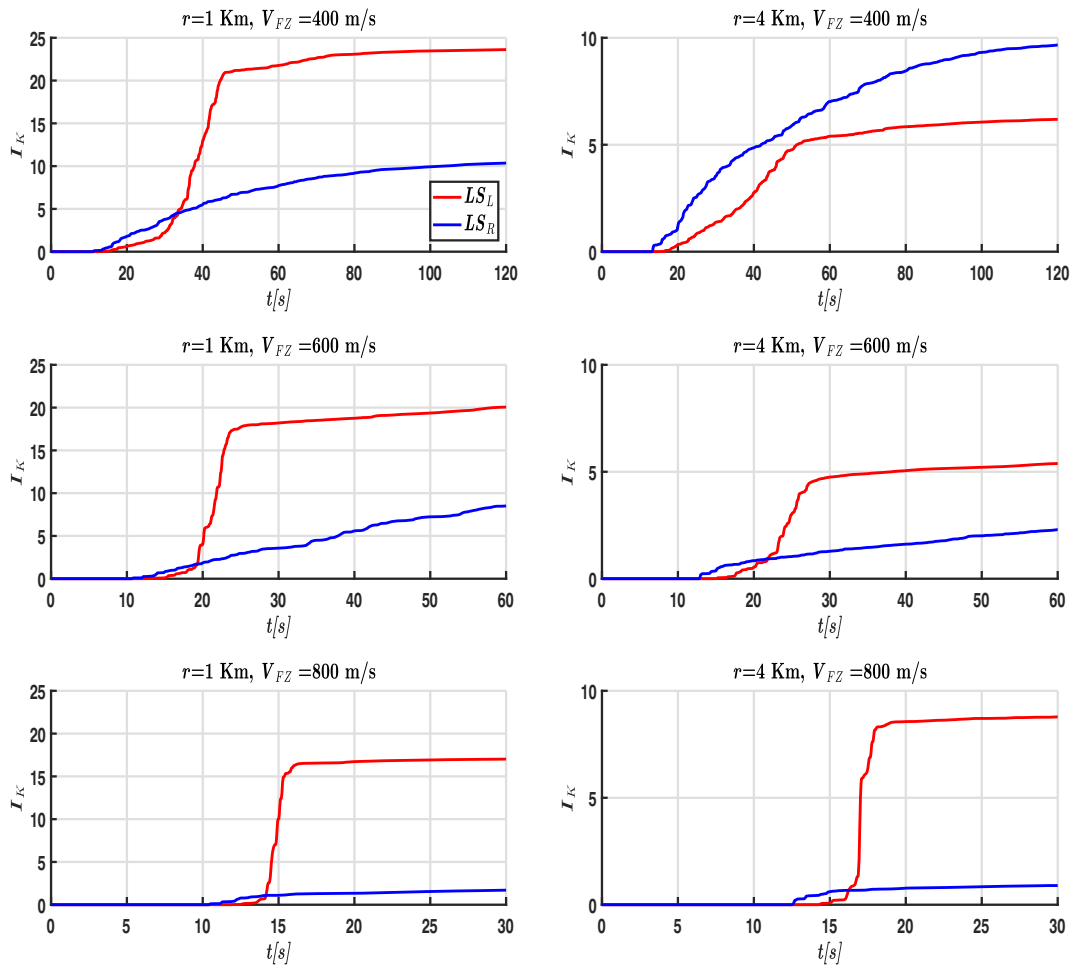 r=1 Km, V_FZ =400 m/s
25
20
15
10
5
0
I_K
LS_L
LS_R
0 20 40 60 80 100 120
t[s]
r=4 Km, V_FZ =400 m/s
10
5
0
I_K
0 20 40 60 80 100 120
t[s]
r=1 Km, V_FZ =600 m/s
25
20
15
10
5
0
I_K
0 10 20 30 40 50 60
t[s]
r=4 Km, V_FZ =600 m/s
10
5
0
I_K
0 10 20 30 40 50 60
t[s]
r=1 Km, V_FZ =800 m/s
25
20
15
10
5
0
I_K
0 5 10 15 20 25 30
t[s]
r=4 Km, V_FZ =800 m/s
10
5
0
I_K
0 5 10 15 20 25 30
t[s]